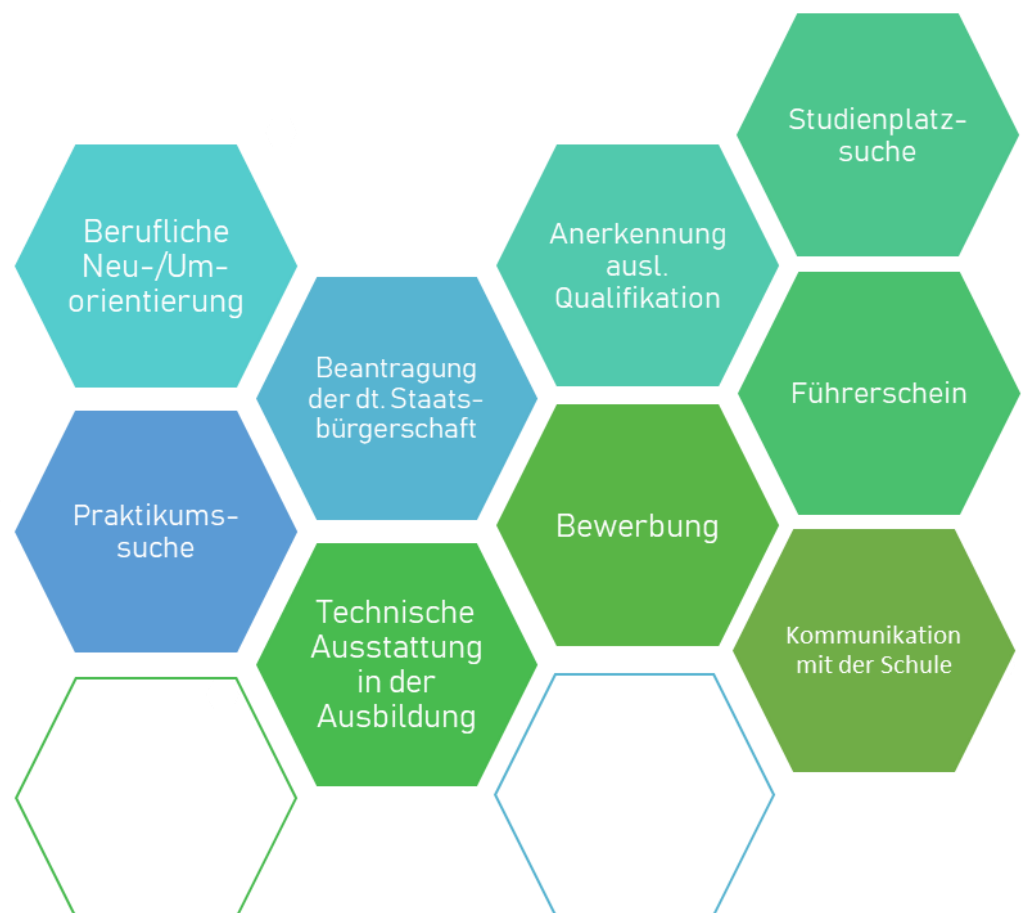 Studienplatz-
suche
Berufliche
Neu-/Um-
orientierung
Anerkennung
ausl.
Qualifikation
Beantragung
der dt. Staats-
bürgerschaft
Führerschein
Praktikums-
suche
Bewerbung
Technische
Ausstattung
in der
Ausbildung
Kommunikation
mit der Schule